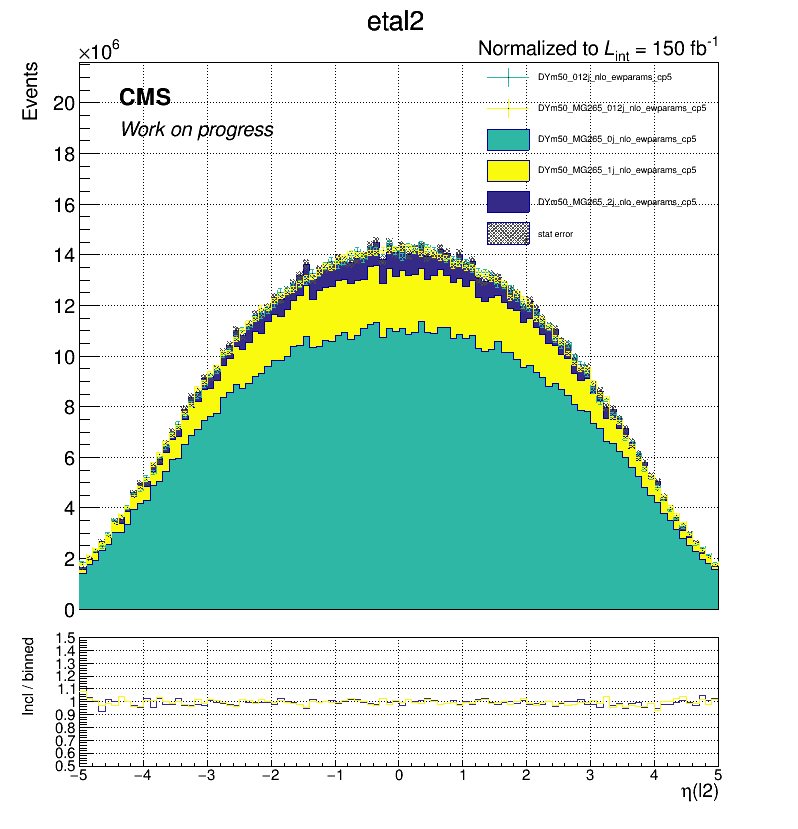 etal2
×10⁶
Normalized to L_int = 150 fb⁻¹
Events
CMS
Work on progress
DYm50_012j_nlo_ewparams_cp5
DYm50_MG265_012j_nlo_ewparams_cp5
DYm50_MG265_0j_nlo_ewparams_cp5
DYm50_MG265_1j_nlo_ewparams_cp5
DYm50_MG265_2j_nlo_ewparams_cp5
stat error
20
18
16
14
12
10
8
6
4
2
0
Incl / binned
1.5
1.4
1.3
1.2
1.1
1
0.9
0.8
0.7
0.6
0.5
−5 −4 −3 −2 −1 0 1 2 3 4 5
η(l2)